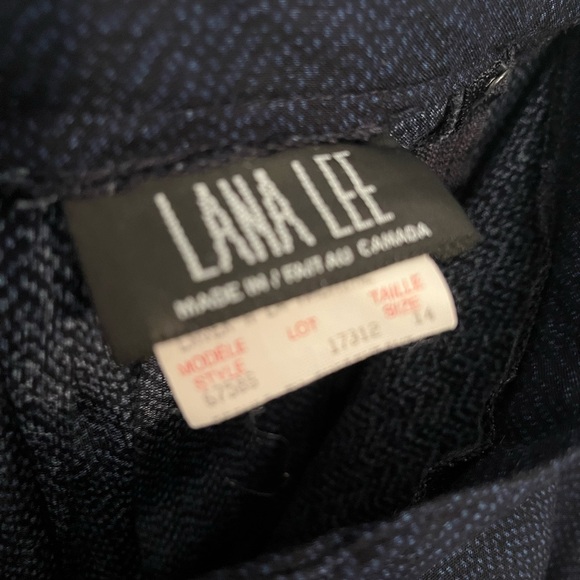 LANA LEE
MADE IN / FAIT AU CANADA
MODELE LOT TAILLE
STYLE 17312 SIZE
67585 14